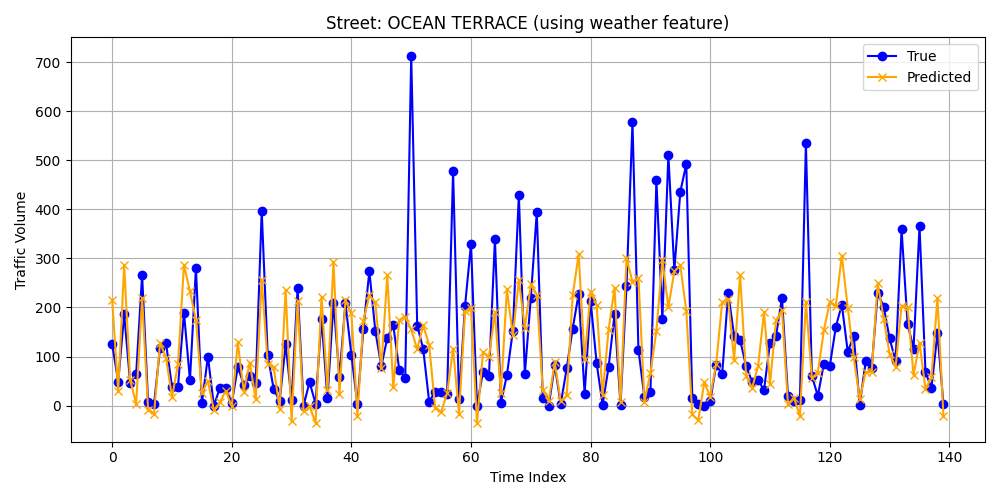 Street: OCEAN TERRACE (using weather feature)
True
Predicted
Traffic Volume
700
600
500
400
300
200
100
0
0 20 40 60 80 100 120 140
Time Index